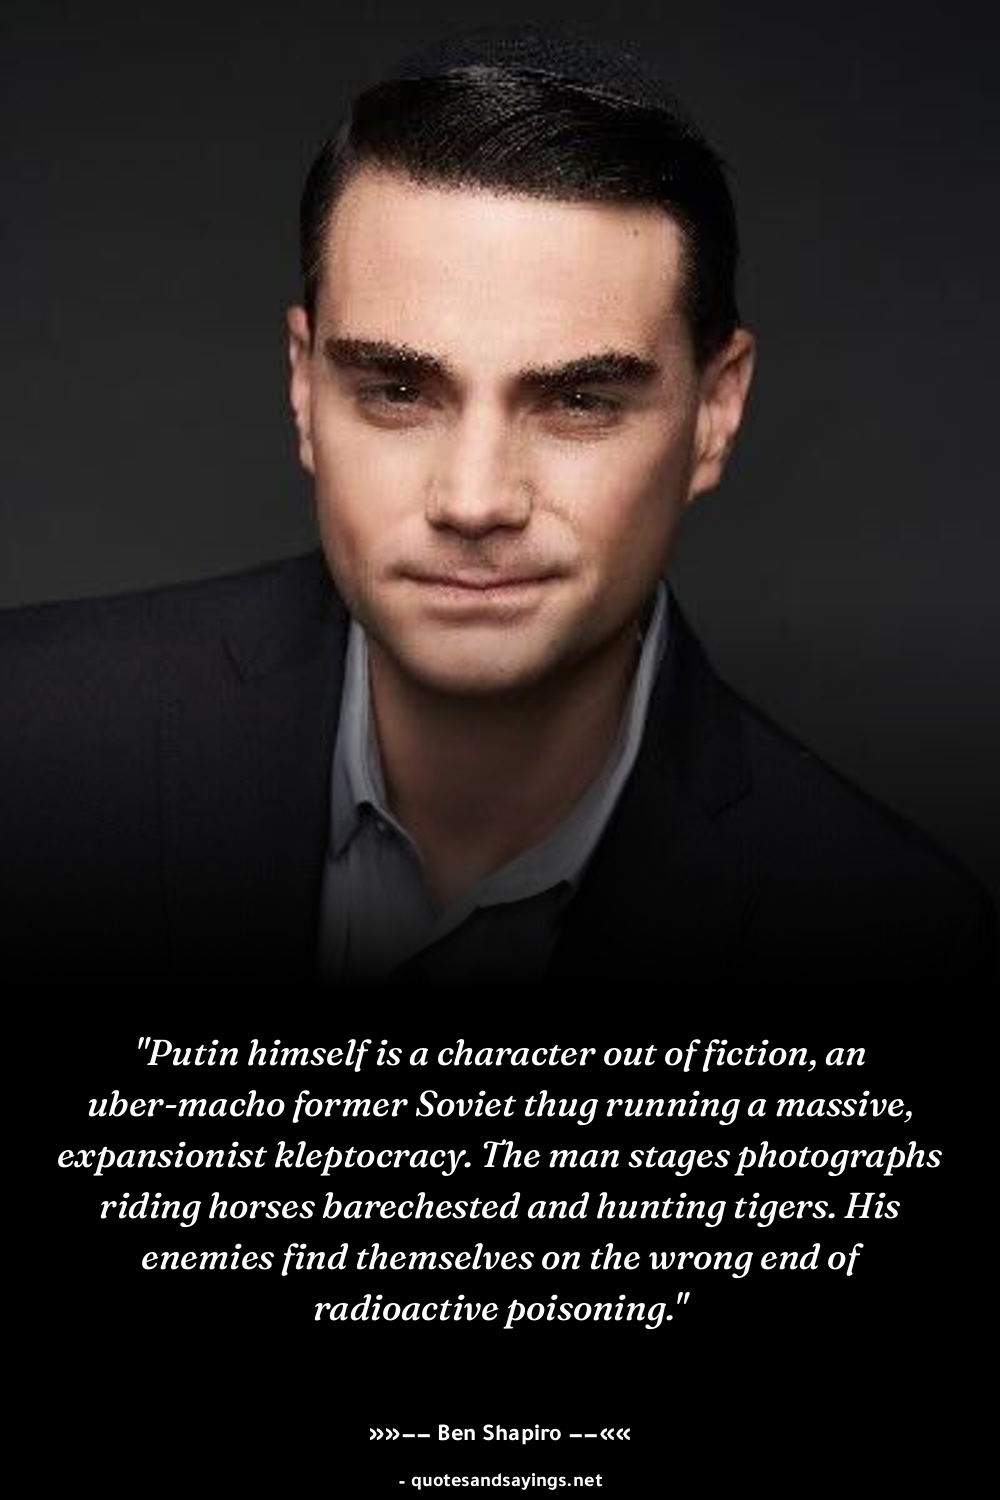 "Putin himself is a character out of fiction, an
uber-macho former Soviet thug running a massive,
expansionist kleptocracy. The man stages photographs
riding horses barechested and hunting tigers. His
enemies find themselves on the wrong end of
radioactive poisoning."
»»—— Ben Shapiro ——««
- quotesandsayings.net